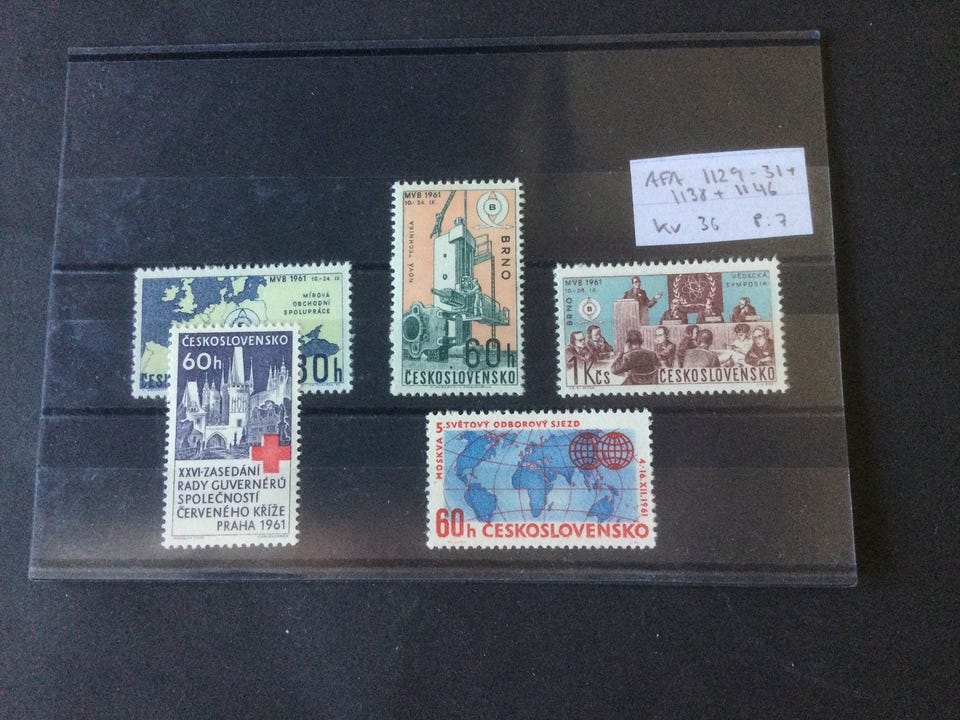 AFA 1129-31+
1138 + 1146
kv 36 P. 7
MVB 1961
10.-24. IX.
MÍROVÁ
OBCHODNÍ
SPOLUPRÁCE
30h
MVB 1961
10.-24. IX.
B
NOVÁ TECHNIKA
BRNO
60h
ČESKOSLOVENSKO
MVB 1961
10.-24. IX.
BRNO
B
VĚDECKÁ
SYMPOSIA
1 KČS ČESKOSLOVENSKO
ČESKOSLOVENSKO
60h
XXVI·ZASEDÁNÍ
RADY GUVERNÉRŮ
SPOLEČNOSTÍ
ČERVENÉHO KŘÍŽE
PRAHA 1961
MOSKVA 5·SVĚTOVÝ ODBOROVÝ SJEZD
4.-16.XII.1961
60h ČESKOSLOVENSKO